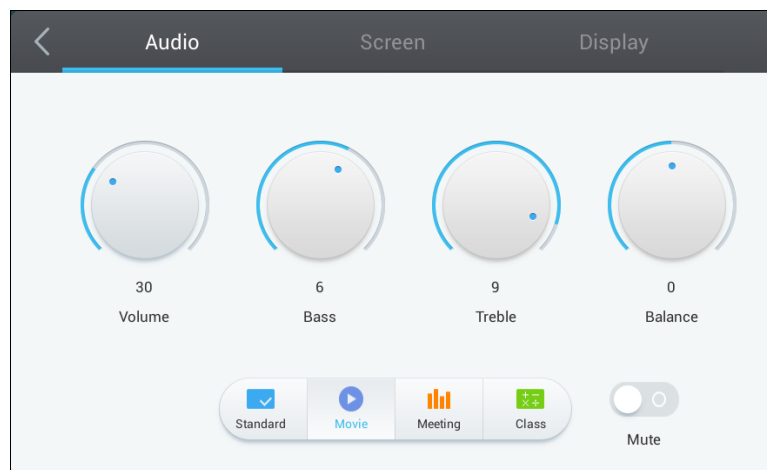 Audio Screen Display
30 6 9 0
Volume Bass Treble Balance
Standard Movie Meeting Class
Mute